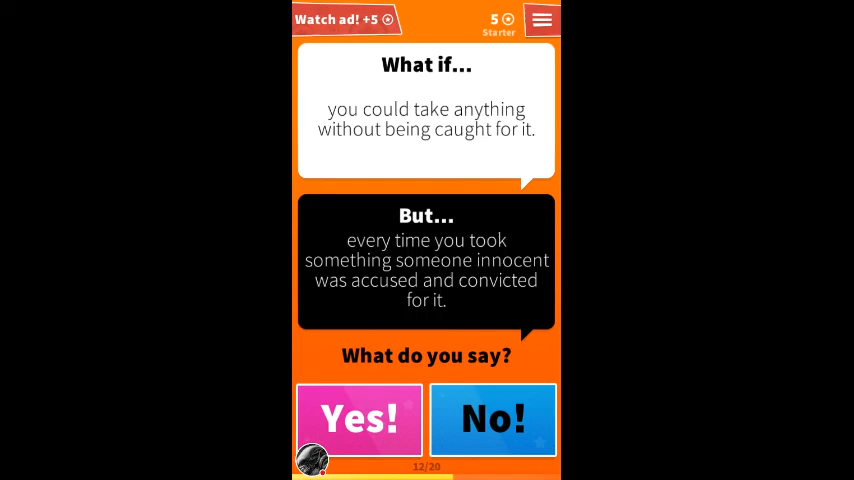 Watch ad! +5
5
Starter
What if...
you could take anything
without being caught for it.
But...
every time you took
something someone innocent
was accused and convicted
for it.
What do you say?
Yes!
No!
12/20